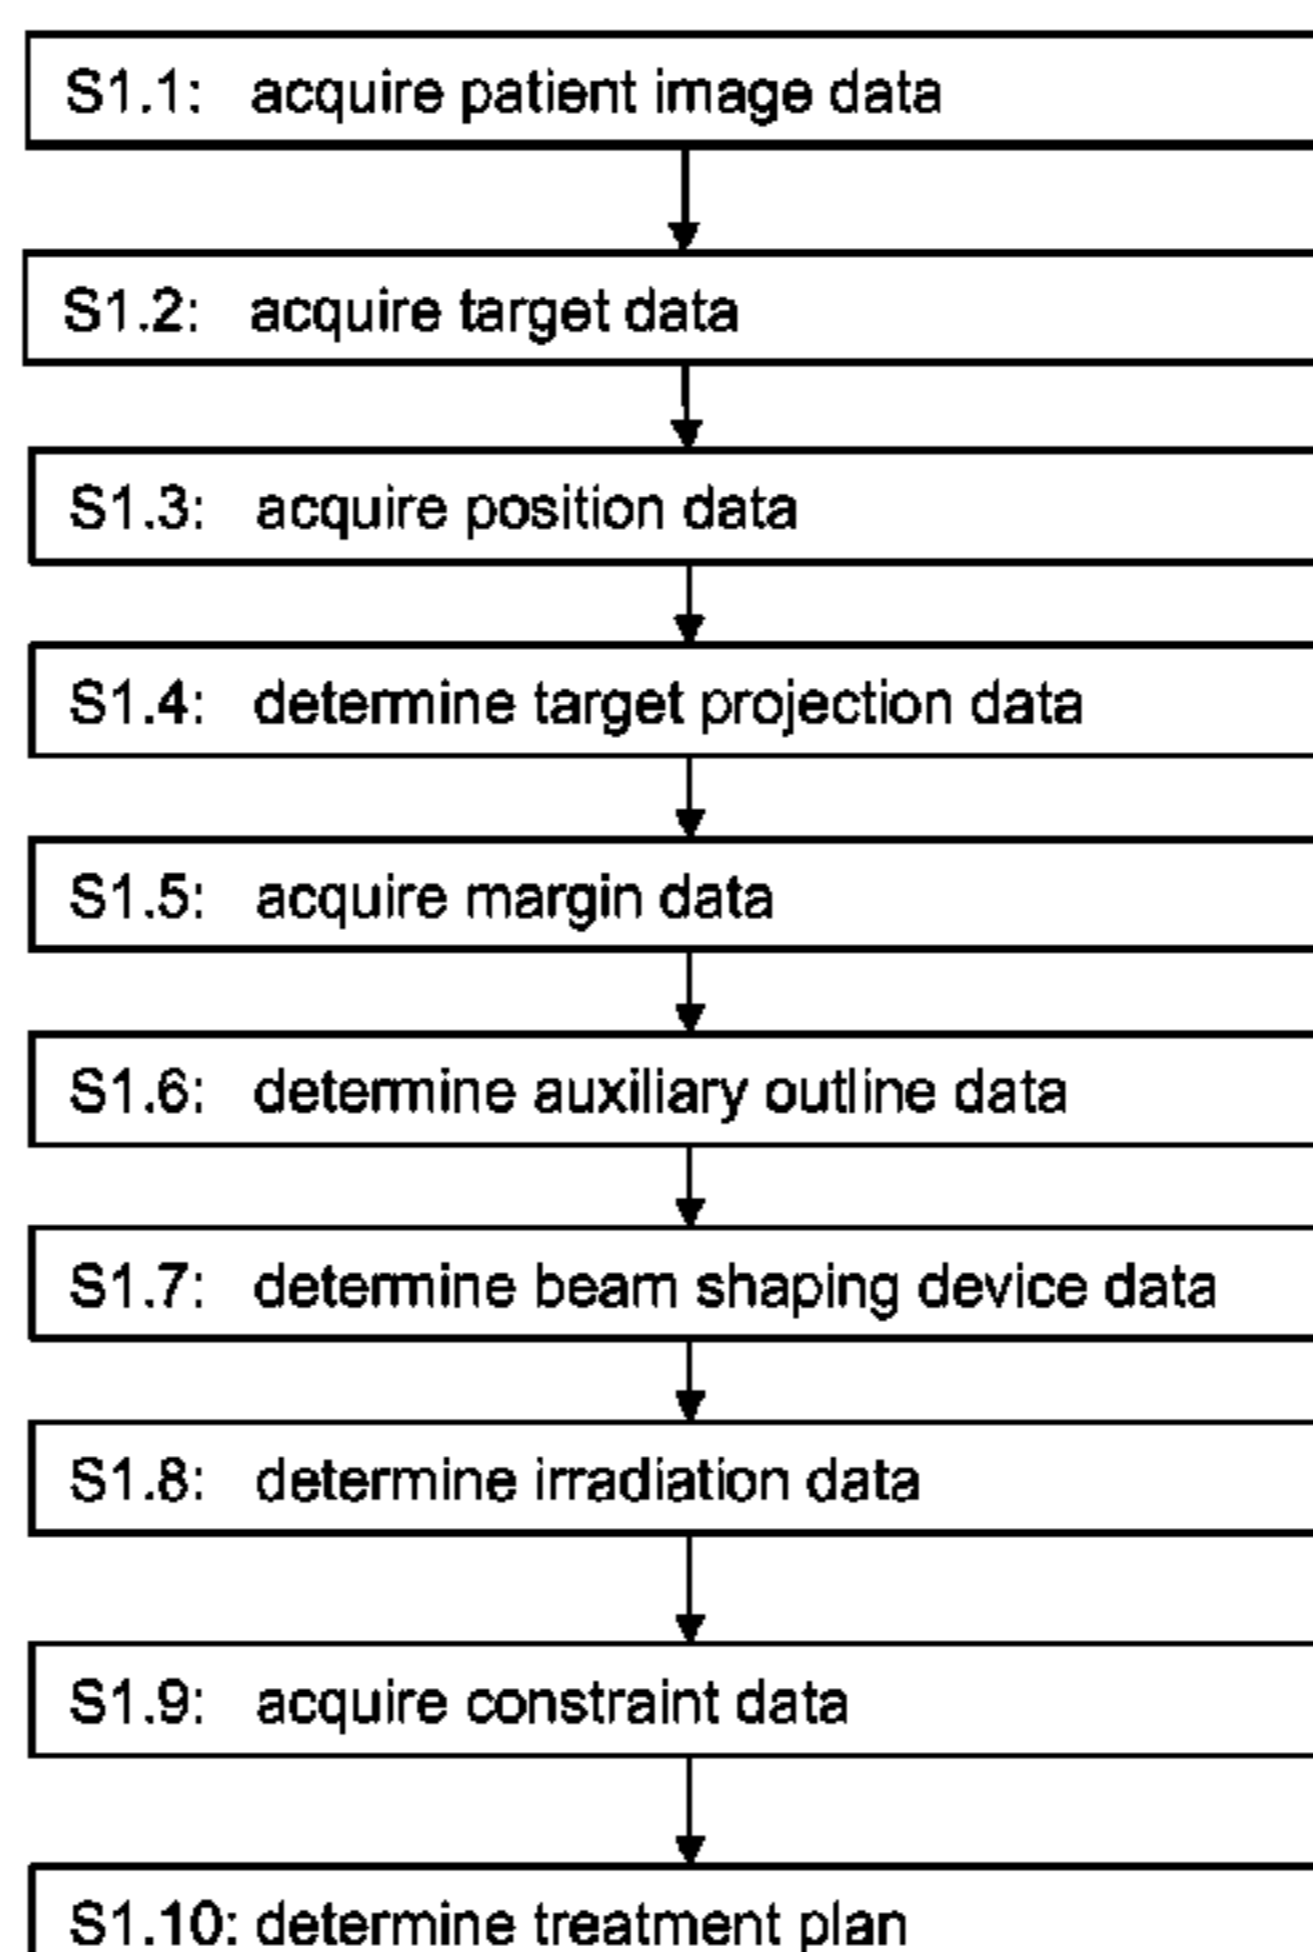 S1.1: acquire patient image data
S1.2: acquire target data
S1.3: acquire position data
S1.4: determine target projection data
S1.5: acquire margin data
S1.6: determine auxiliary outline data
S1.7: determine beam shaping device data
S1.8: determine irradiation data
S1.9: acquire constraint data
S1.10: determine treatment plan